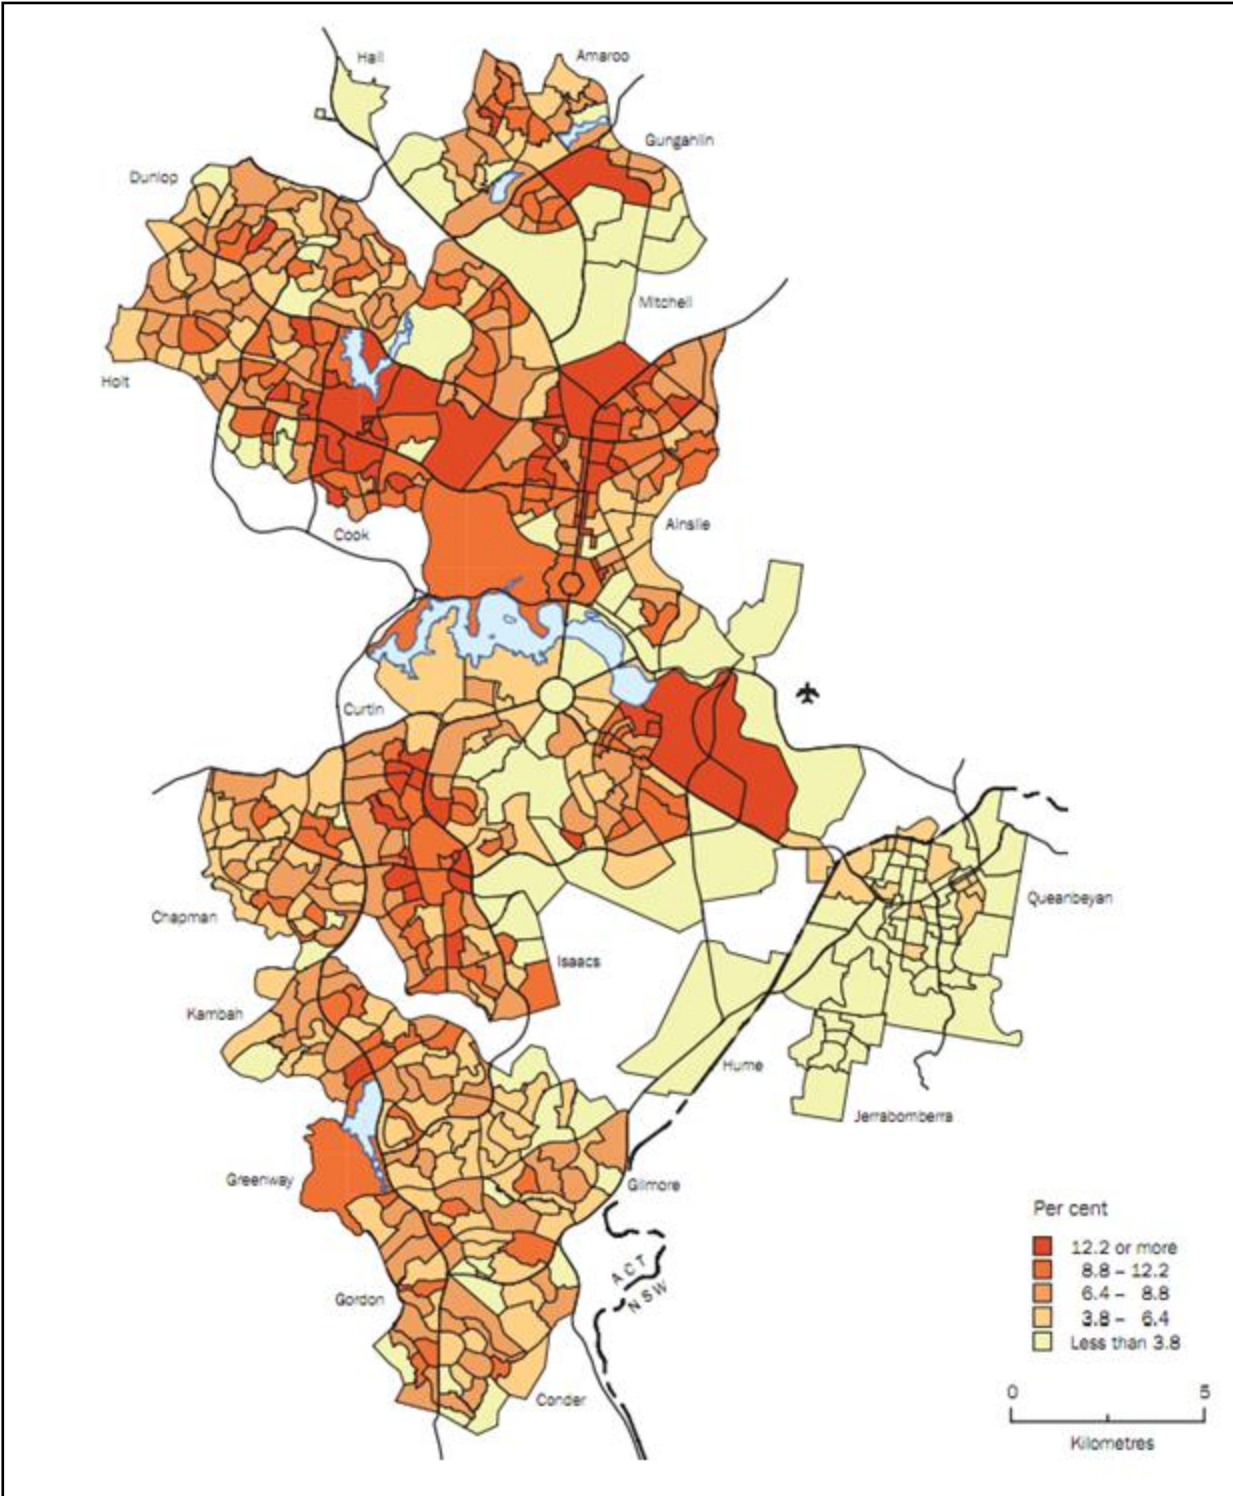 Hall
Amaroo
Gungahlin
Dunlop
Mitchell
Holt
Ainslie
Cook
Curtin
Queanbeyan
Chapman
Isaacs
Kambah
Hume
Jerrabomberra
Greenway
Gilmore
ACT
NSW
Gordon
Conder
Per cent
12.2 or more
8.8 – 12.2
6.4 – 8.8
3.8 – 6.4
Less than 3.8
0 5
Kilometres